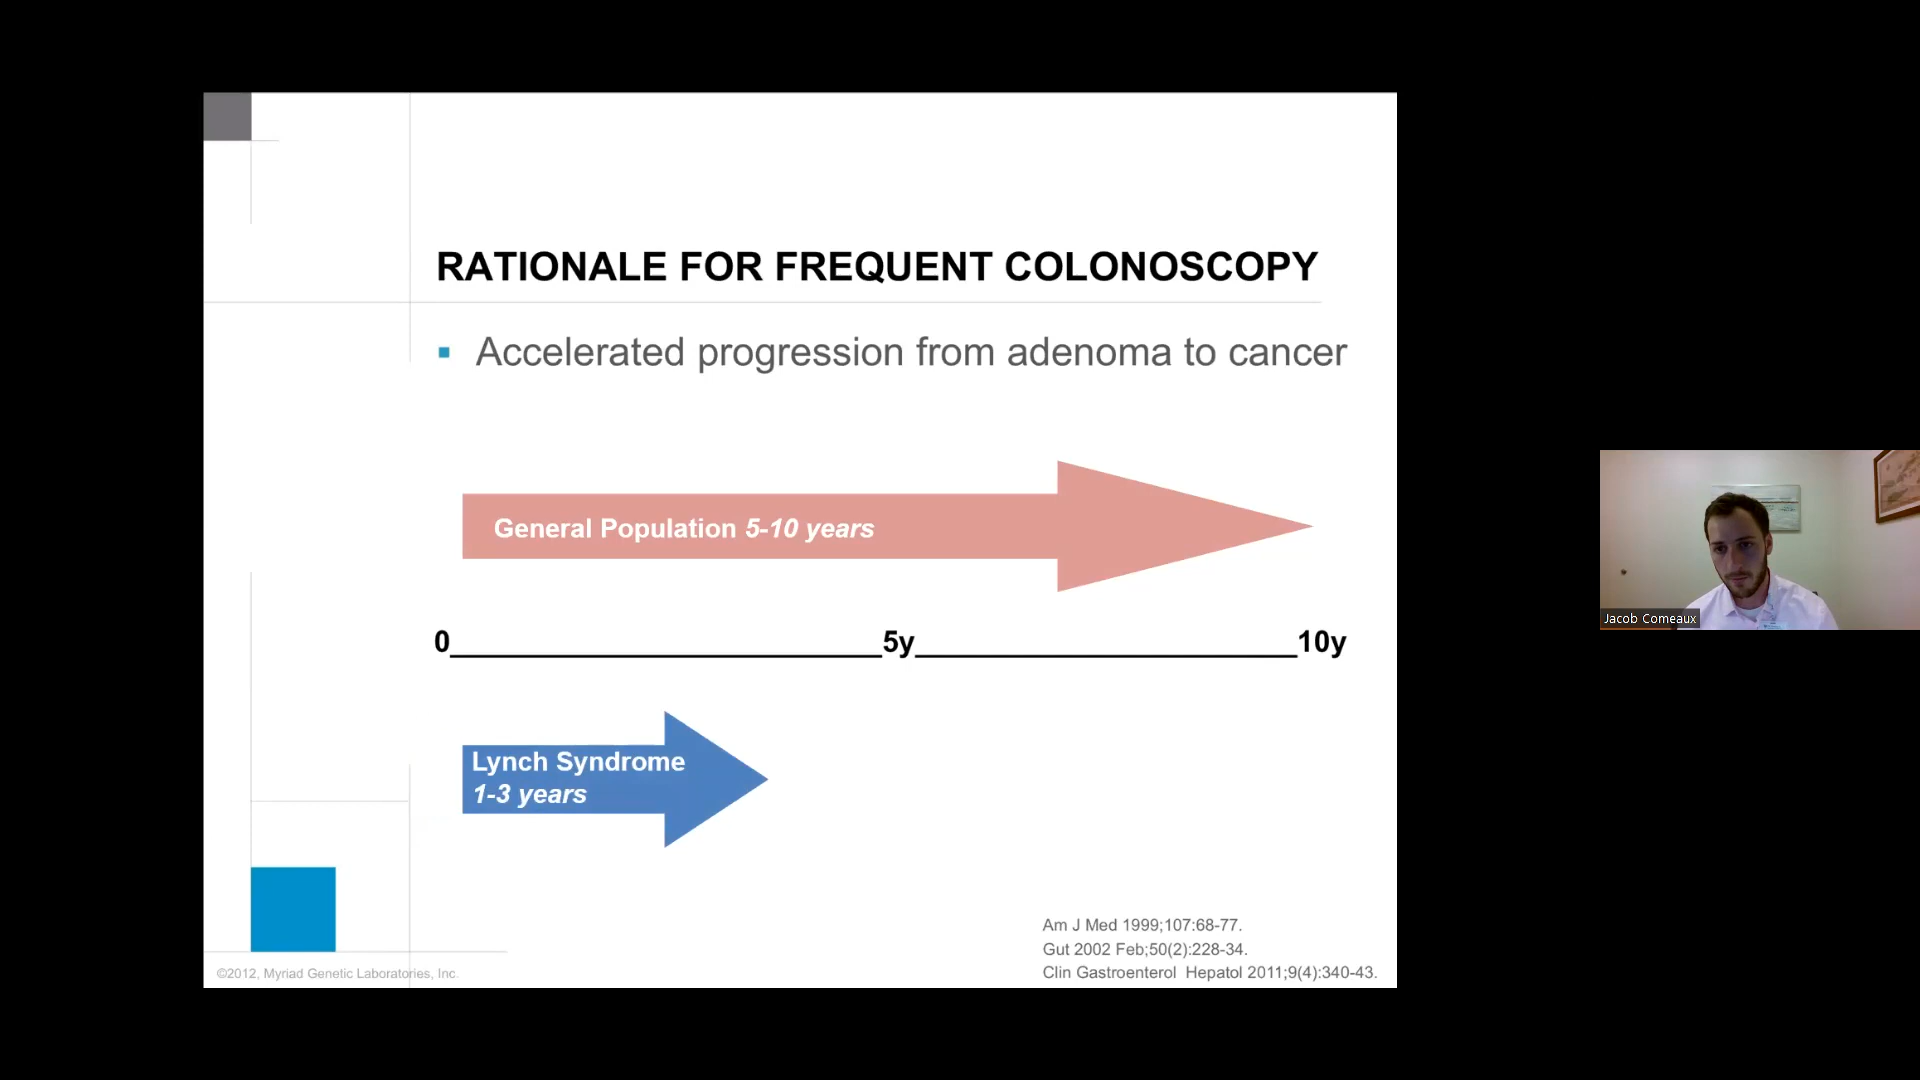 RATIONALE FOR FREQUENT COLONOSCOPY
▪ Accelerated progression from adenoma to cancer
General Population 5-10 years
0 5y 10y
Lynch Syndrome
1-3 years
Am J Med 1999;107:68-77.
Gut 2002 Feb;50(2):228-34.
Clin Gastroenterol Hepatol 2011;9(4):340-43.
©2012, Myriad Genetic Laboratories, Inc.
Jacob Comeaux